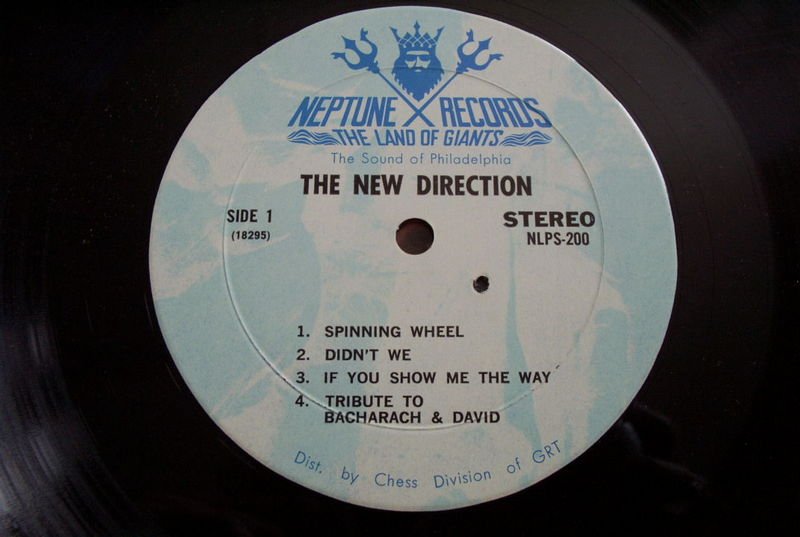 NEPTUNE RECORDS
THE LAND OF GIANTS
The Sound of Philadelphia
THE NEW DIRECTION
SIDE 1
(18295)
STEREO
NLPS-200
1. SPINNING WHEEL
2. DIDN'T WE
3. IF YOU SHOW ME THE WAY
4. TRIBUTE TO
BACHARACH & DAVID
Dist. by Chess Division of GRT